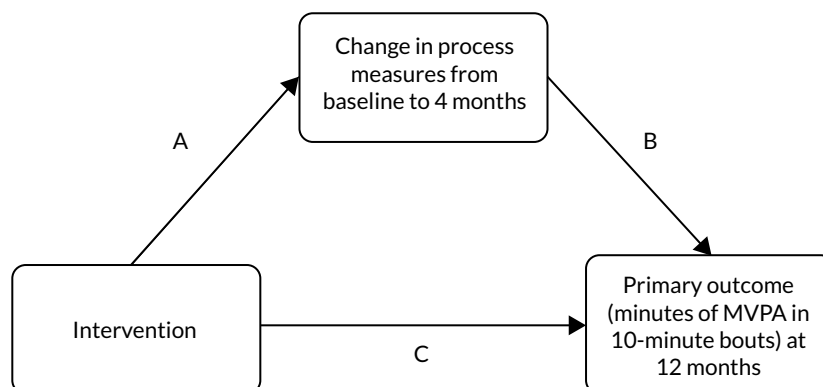 Change in process
measures from
baseline to 4 months
A
B
Intervention
C
Primary outcome
(minutes of MVPA in
10-minute bouts) at
12 months